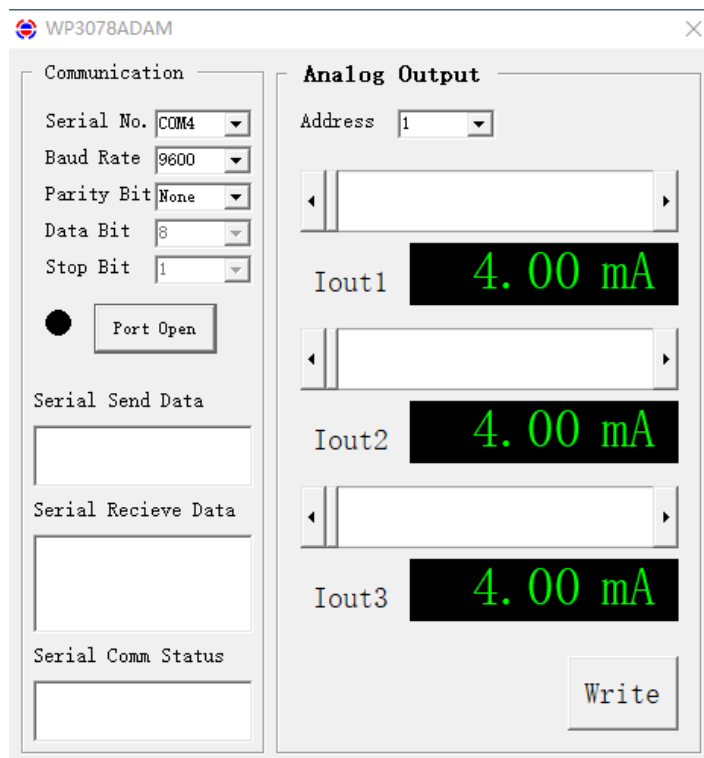 WP3078ADAM
Communication
Serial No. COM4
Baud Rate 9600
Parity Bit None
Data Bit 8
Stop Bit 1
Port Open
Serial Send Data
Serial Recieve Data
Serial Comm Status
Analog Output
Address 1
Iout1 4.00 mA
Iout2 4.00 mA
Iout3 4.00 mA
Write